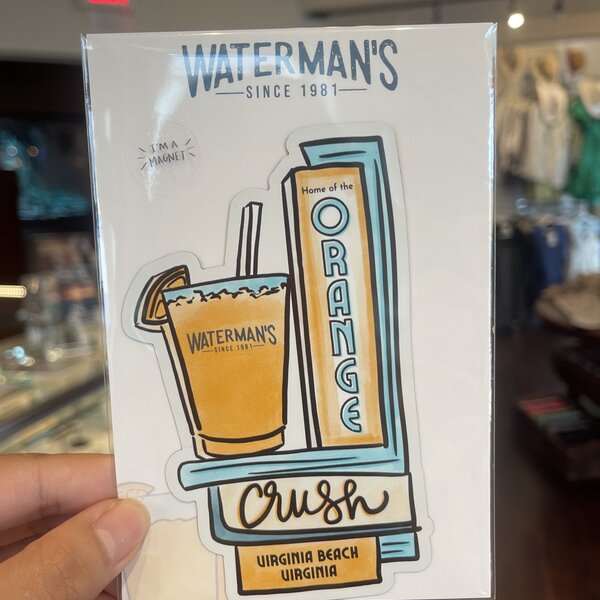 WATERMAN'S
SINCE 1981
I'M A
MAGNET
Home of the
ORANGE
WATERMAN'S
SINCE 1981
Crush
VIRGINIA BEACH
VIRGINIA